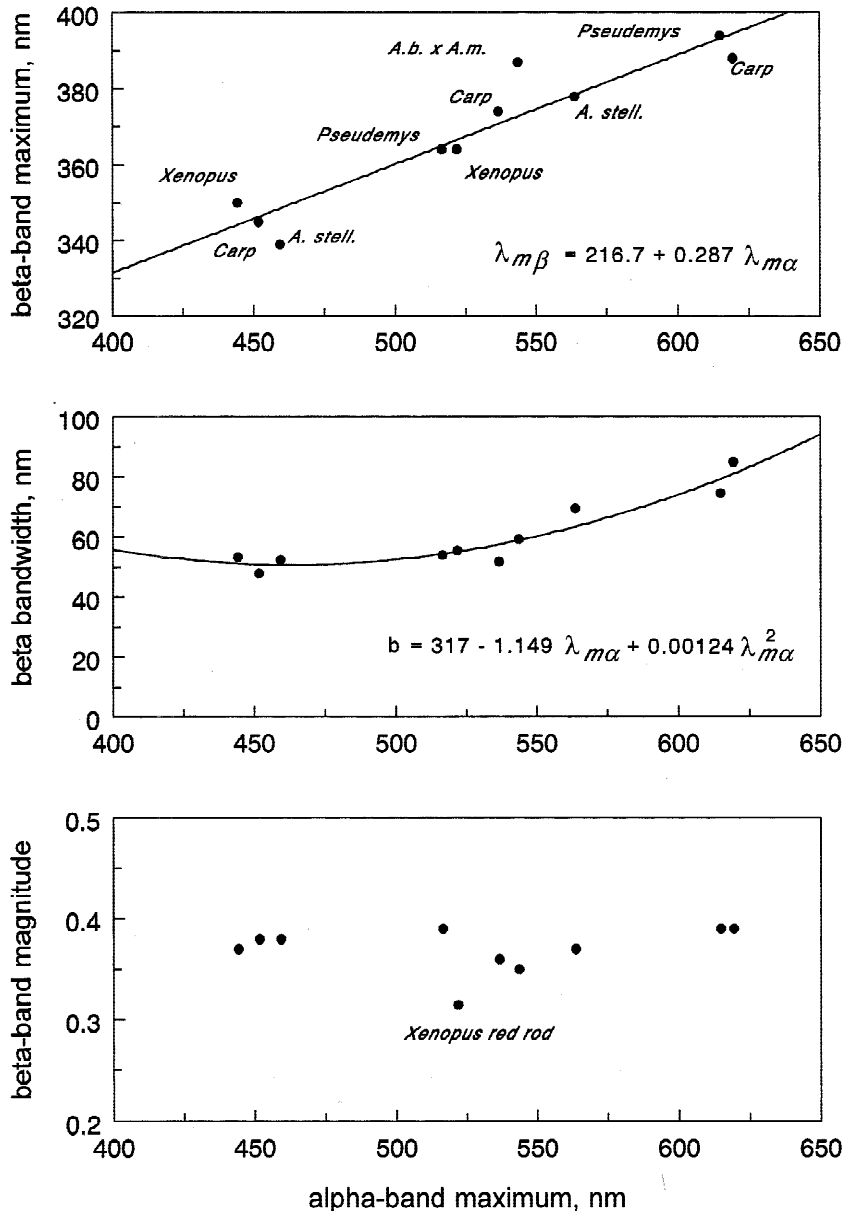 beta-band maximum, nm
400
380
360
340
320
400 450 500 550 600 650
Pseudemys
A.b. x A.m.
Carp
Carp
A. stell.
Pseudemys
Xenopus
Xenopus
Carp
A. stell.
λmβ = 216.7 + 0.287 λmα
beta bandwidth, nm
100
80
60
40
20
0
400 450 500 550 600 650
b = 317 - 1.149 λmα + 0.00124 λmα²
beta-band magnitude
0.5
0.4
0.3
0.2
Xenopus red rod
400 450 500 550 600 650
alpha-band maximum, nm